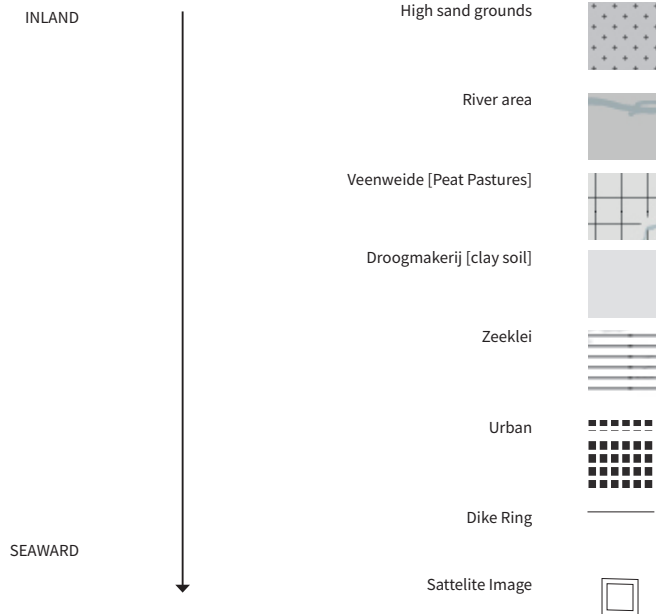 INLAND
High sand grounds
River area
Veenweide [Peat Pastures]
Droogmakerij [clay soil]
Zeeklei
Urban
Dike Ring
SEAWARD
Sattelite Image